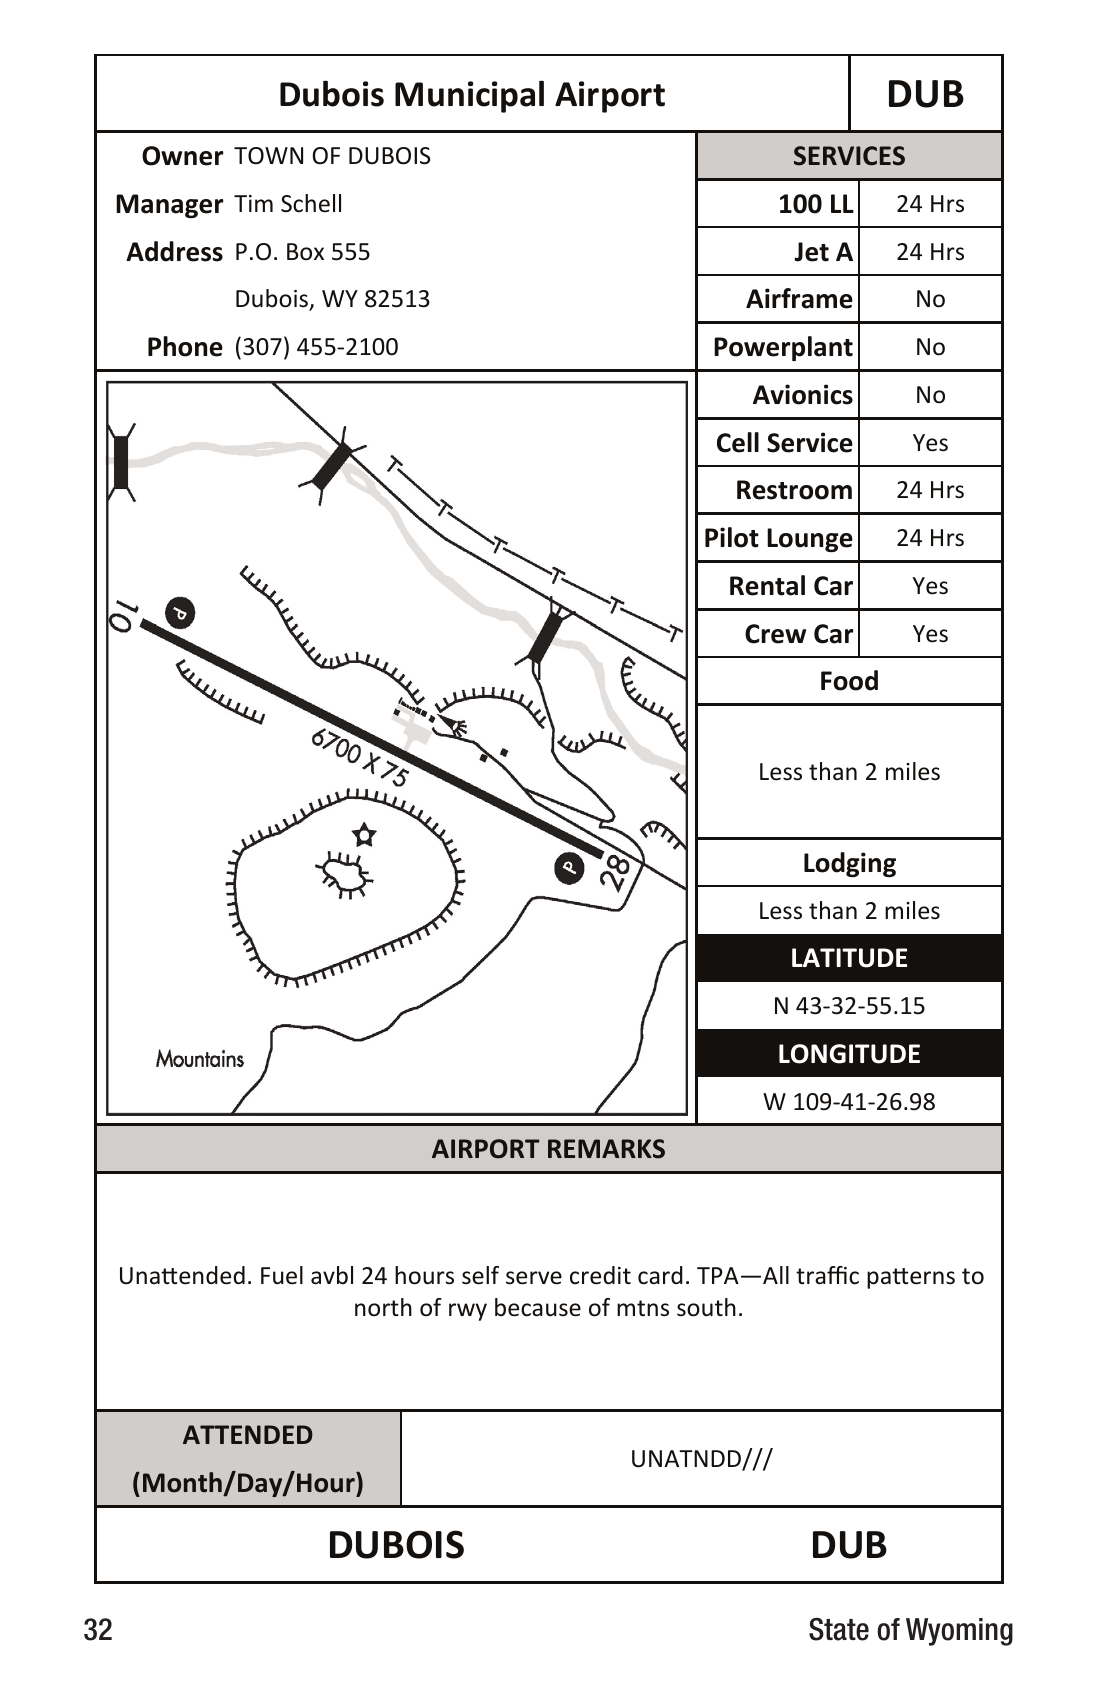 Dubois Municipal Airport
DUB
Owner TOWN OF DUBOIS
Manager Tim Schell
Address P.O. Box 555
Dubois, WY 82513
Phone (307) 455-2100
SERVICES
100 LL 24 Hrs
Jet A 24 Hrs
Airframe No
Powerplant No
Avionics No
Cell Service Yes
Restroom 24 Hrs
Pilot Lounge 24 Hrs
Rental Car Yes
Crew Car Yes
Food
Less than 2 miles
Lodging
Less than 2 miles
LATITUDE
N 43-32-55.15
LONGITUDE
W 109-41-26.98
T
T
T
T
T
T
10
P
6700 X 75
P
28
Mountains
AIRPORT REMARKS
Unattended. Fuel avbl 24 hours self serve credit card. TPA—All traffic patterns to
north of rwy because of mtns south.
ATTENDED
(Month/Day/Hour)
UNATNDD///
DUBOIS DUB
32
State of Wyoming